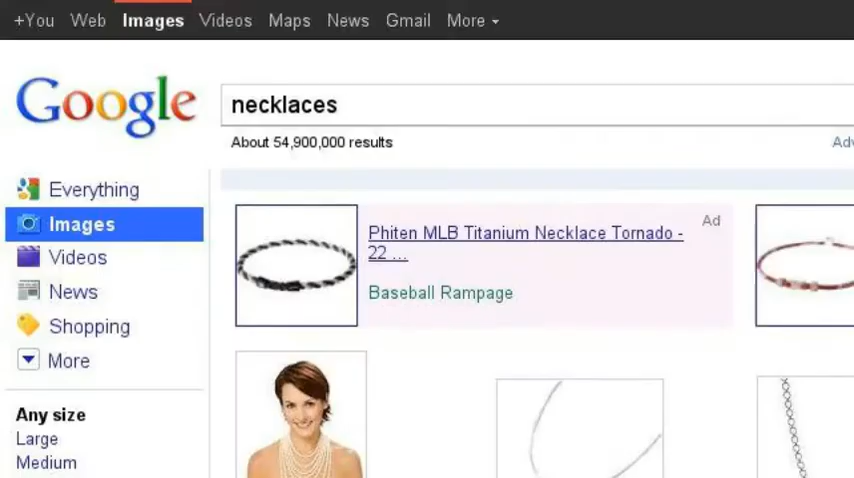 +You Web Images Videos Maps News Gmail More
Google
necklaces
About 54,900,000 results
Everything
Images
Videos
News
Shopping
More
Any size
Large
Medium
Phiten MLB Titanium Necklace Tornado -
22 ...
Ad
Baseball Rampage